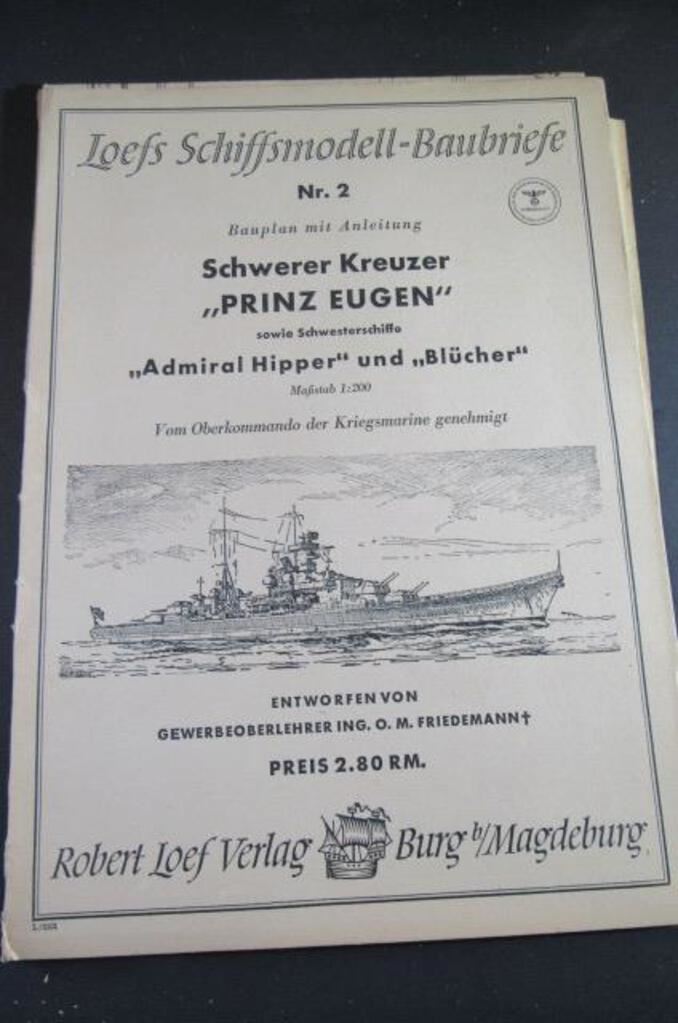 Loefs Schiffsmodell-Baubriefe
Nr. 2
Bauplan mit Anleitung
Schwerer Kreuzer
„PRINZ EUGEN“
sowie Schwesterschiffe
„Admiral Hipper“ und „Blücher“
Maßstab 1:200
Vom Oberkommando der Kriegsmarine genehmigt
ENTWORFEN VON
GEWERBEOBERLEHRER ING. O. M. FRIEDEMANN†
PREIS 2.80 RM.
Robert Loef Verlag Burg b/Magdeburg